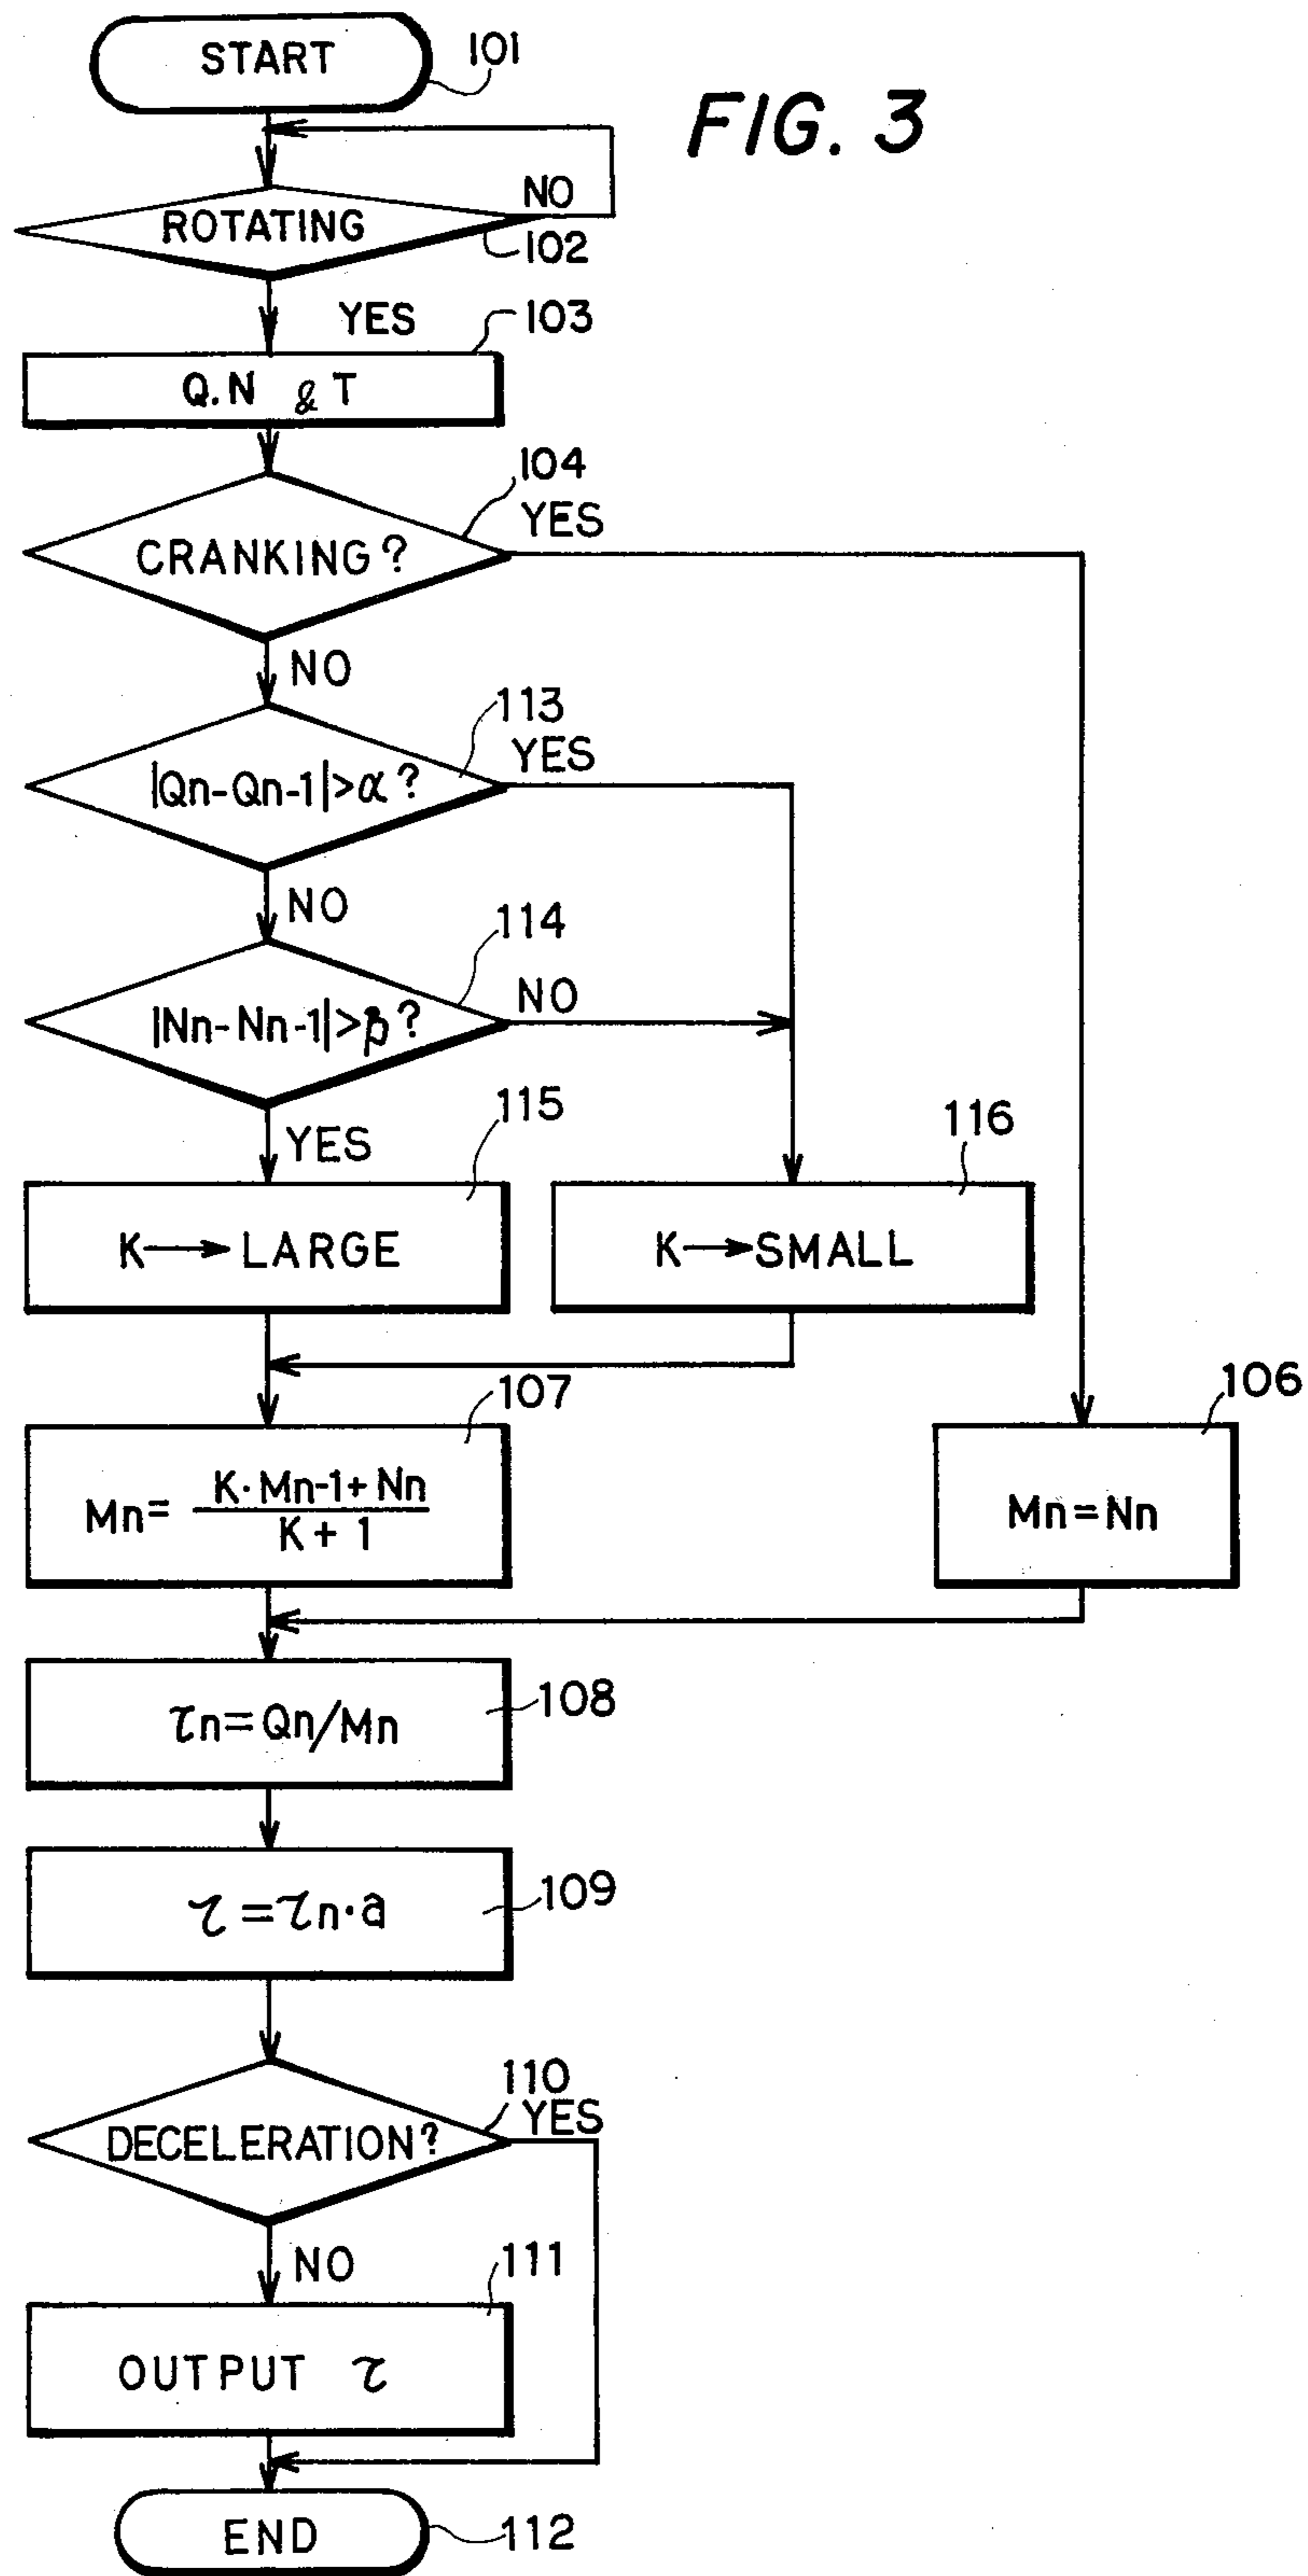 START
101
FIG. 3
NO
ROTATING
102
YES
103
Q.N & T
104
YES
CRANKING?
NO
113
YES
|Qn-Qn-1|>α?
NO
114
NO
|Nn-Nn-1|>β?
115
YES
116
K→LARGE
K→SMALL
107
106
Mn= K·Mn-1+Nn
K+1
Mn=Nn
τn=Qn/Mn
108
τ=τn·a
109
110
YES
DECELERATION?
NO
111
OUTPUT τ
END
112